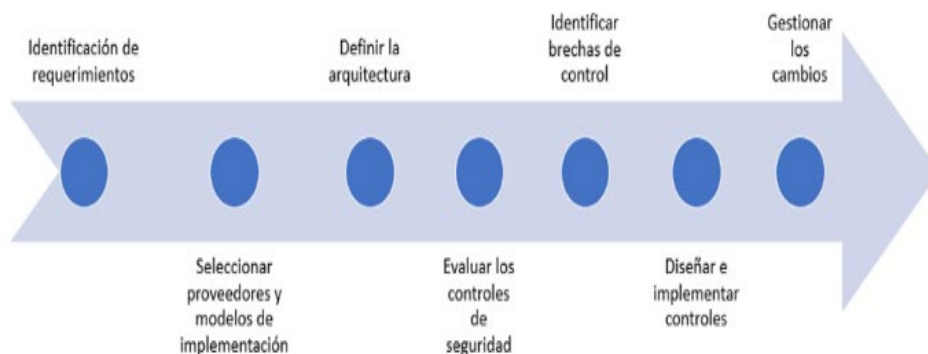 Identificación de
requerimientos
Seleccionar
proveedores y
modelos de
implementación
Definir la
arquitectura
Evaluar los
controles
de
seguridad
Identificar
brechas de
control
Diseñar e
implementar
controles
Gestionar
los
cambios